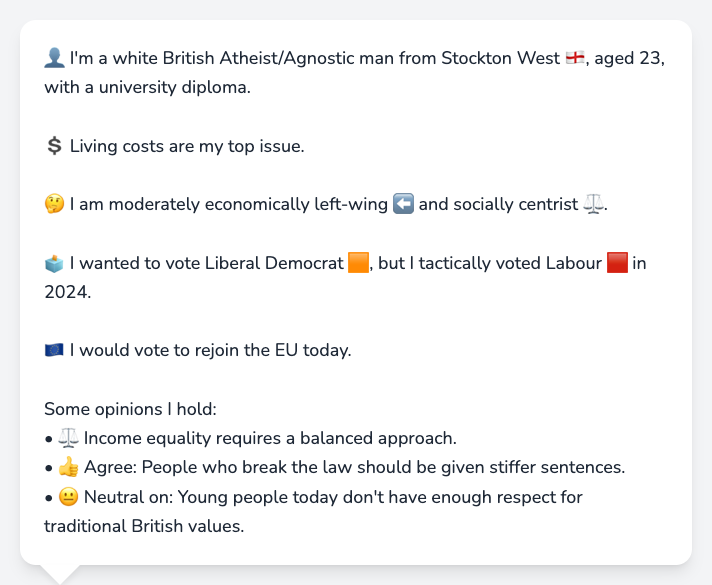 👤 I'm a white British Atheist/Agnostic man from Stockton West 🏴󠁧󠁢󠁥󠁮󠁧󠁿, aged 23,
with a university diploma.
💲 Living costs are my top issue.
🤔 I am moderately economically left-wing ⬅️ and socially centrist ⚖️.
🗳️ I wanted to vote Liberal Democrat 🟧, but I tactically voted Labour 🟥 in
2024.
🇪🇺 I would vote to rejoin the EU today.
Some opinions I hold:
• ⚖️ Income equality requires a balanced approach.
• 👍 Agree: People who break the law should be given stiffer sentences.
• 😐 Neutral on: Young people today don't have enough respect for
traditional British values.